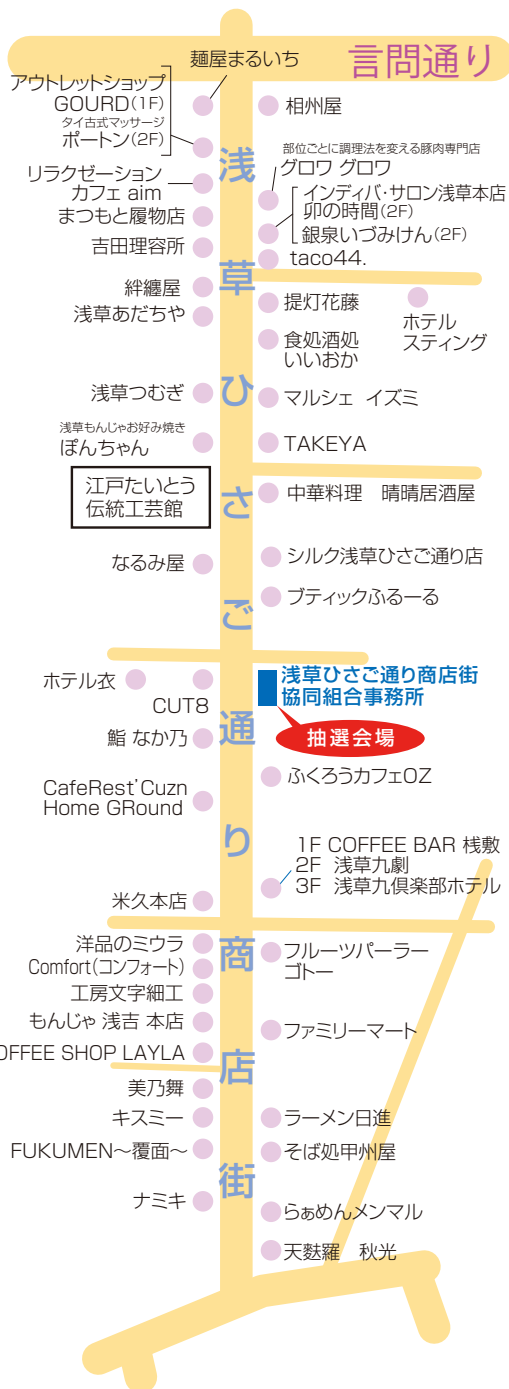 言問通り
浅草ひさご通り商店街
麺屋まるいち
アウトレットショップ
GOURD(1F)
タイ古式マッサージ
ポートン(2F)
リラクゼーション
カフェ aim
まつもと履物店
吉田理容所
絆纏屋
浅草あだちや
浅草つむぎ
浅草もんじゃお好み焼き
ぽんちゃん
江戸たいとう
伝統工芸館
なるみ屋
ホテル衣
CUT8
鮨 なか乃
CafeRest'Cuzn
Home GRound
米久本店
洋品のミウラ
Comfort(コンフォート)
工房文字細工
もんじゃ 浅吉 本店
OFFEE SHOP LAYLA
美乃舞
キスミー
FUKUMEN〜覆面〜
ナミキ
相州屋
部位ごとに調理法を変える豚肉専門店
グロワ グロワ
インディバ・サロン浅草本店
卯の時間(2F)
銀泉いづみけん(2F)
taco44.
提灯花藤
ホテル
スティング
食処酒処
いいおか
マルシェ イズミ
TAKEYA
中華料理 晴晴居酒屋
シルク浅草ひさご通り店
ブティックふるーる
浅草ひさご通り商店街
協同組合事務所
抽選会場
ふくろうカフェOZ
1F COFFEE BAR 桟敷
2F 浅草九劇
3F 浅草九倶楽部ホテル
フルーツパーラー
ゴトー
ファミリーマート
ラーメン日進
そば処甲州屋
らぁめんメンマル
天麩羅 秋光